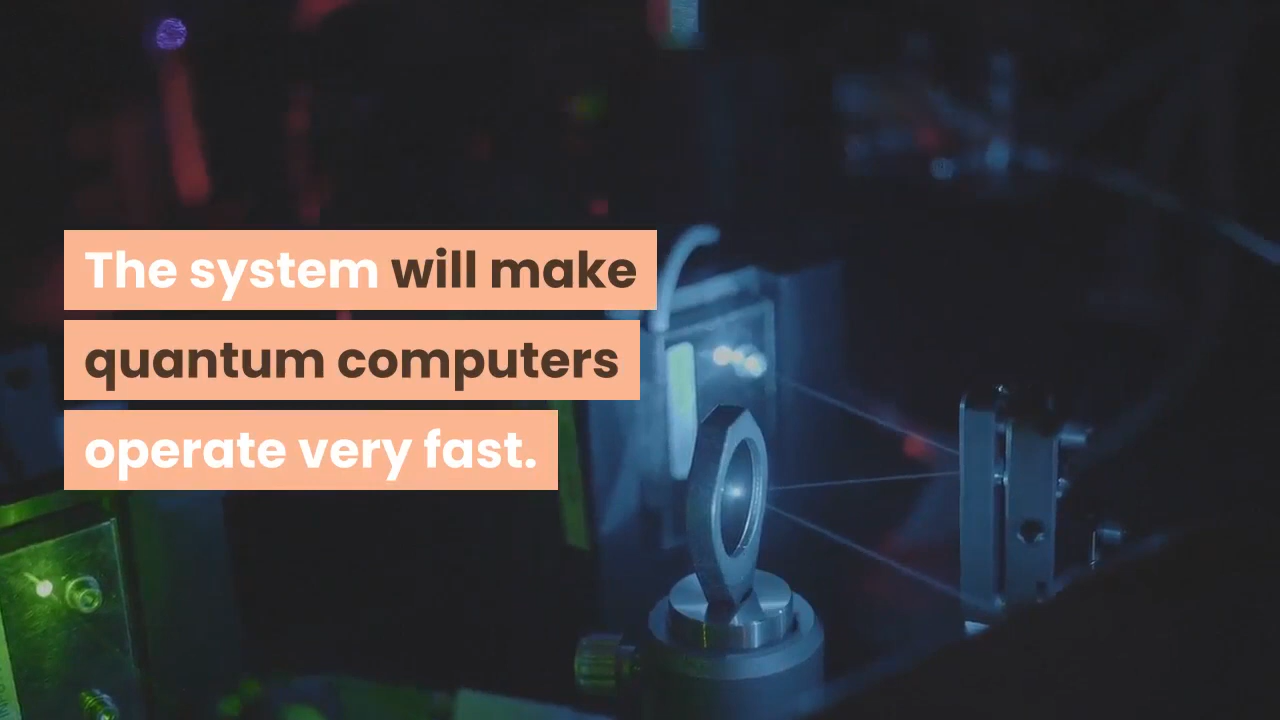 The system will make
quantum computers
operate very fast.